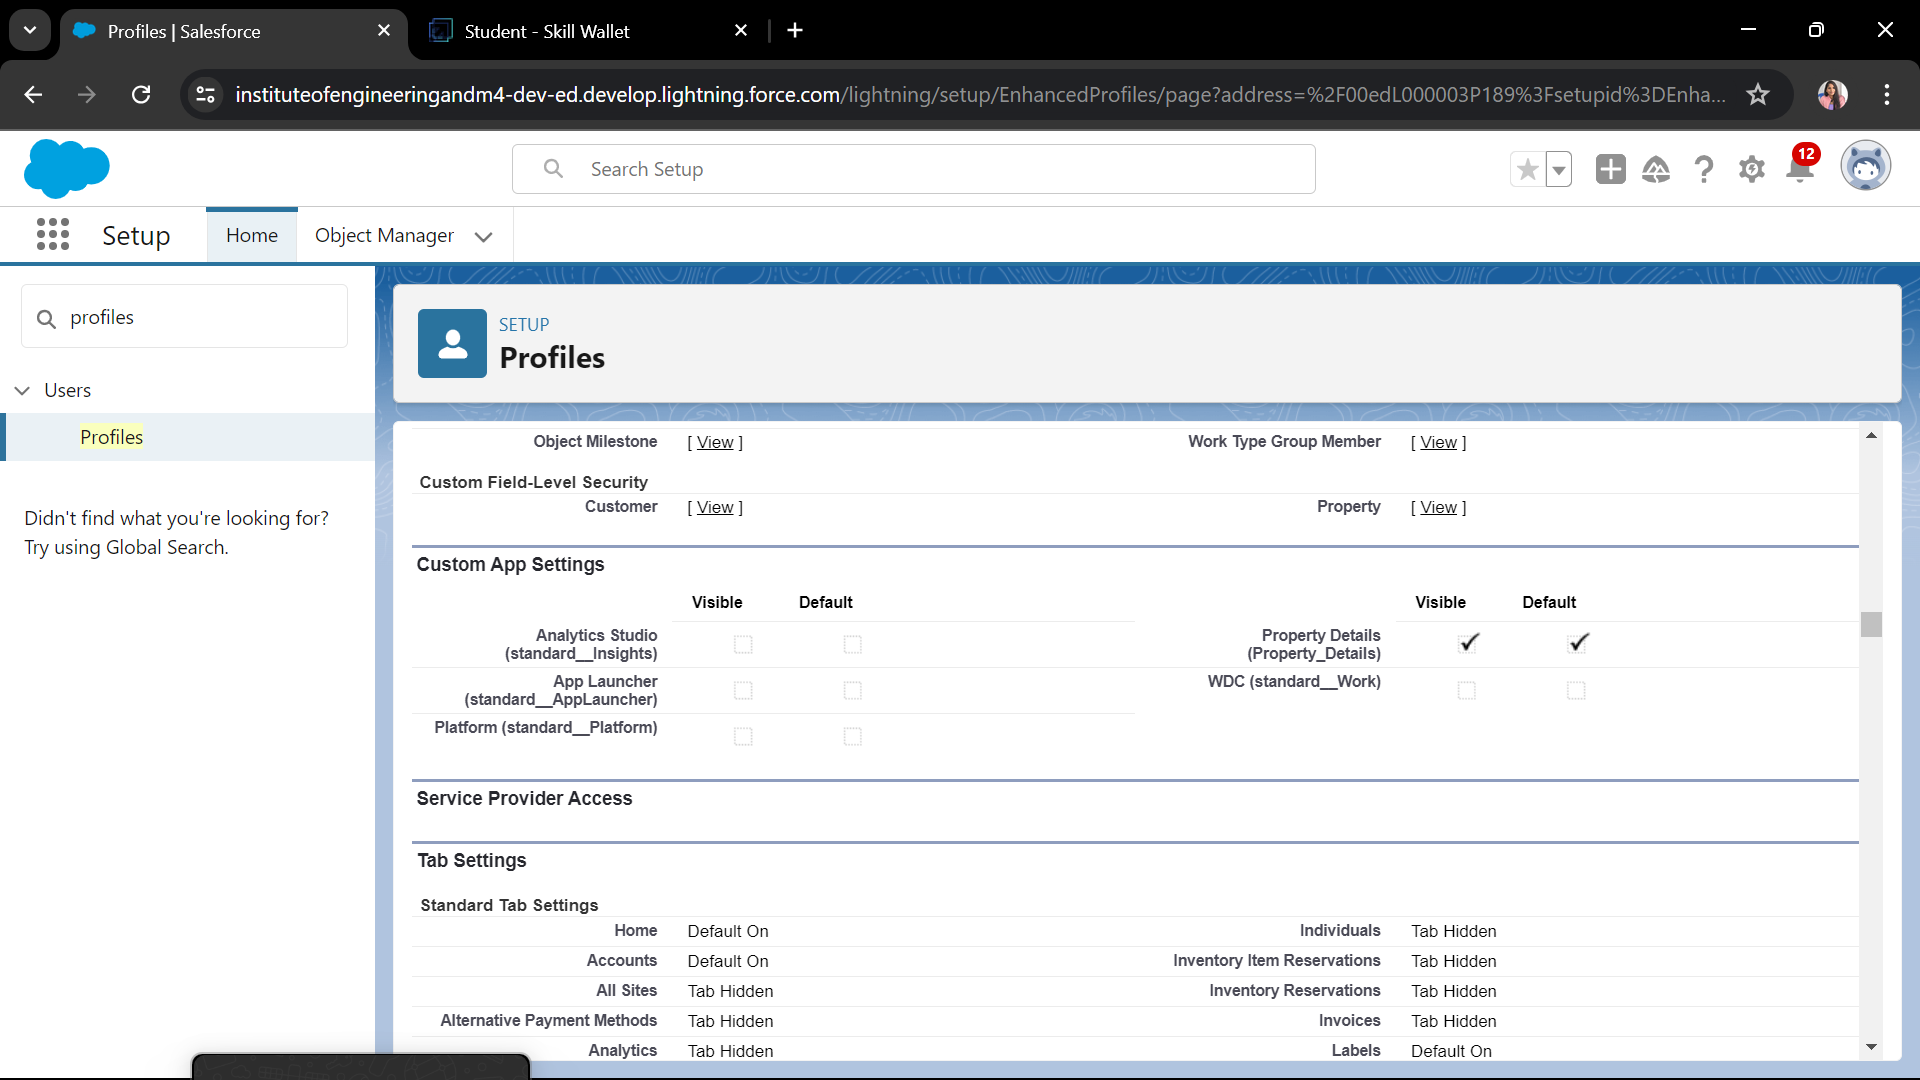 Profiles | Salesforce
Student - Skill Wallet
instituteofengineeringandm4-dev-ed.develop.lightning.force.com/lightning/setup/EnhancedProfiles/page?address=%2F00edL000003P189%3Fsetupid%3DEnha...
Search Setup
12
Setup
Home
Object Manager
profiles
Users
Profiles
Didn't find what you're looking for?
Try using Global Search.
SETUP
Profiles
Object Milestone [ View ] Work Type Group Member [ View ]
Custom Field-Level Security
Customer [ View ] Property [ View ]
Custom App Settings
Visible Default Visible Default
Analytics Studio
(standard__Insights)
Property Details
(Property_Details)
App Launcher
(standard__AppLauncher)
WDC (standard__Work)
Platform (standard__Platform)
Service Provider Access
Tab Settings
Standard Tab Settings
Home Default On Individuals Tab Hidden
Accounts Default On Inventory Item Reservations Tab Hidden
All Sites Tab Hidden Inventory Reservations Tab Hidden
Alternative Payment Methods Tab Hidden Invoices Tab Hidden
Analytics Tab Hidden Labels Default On